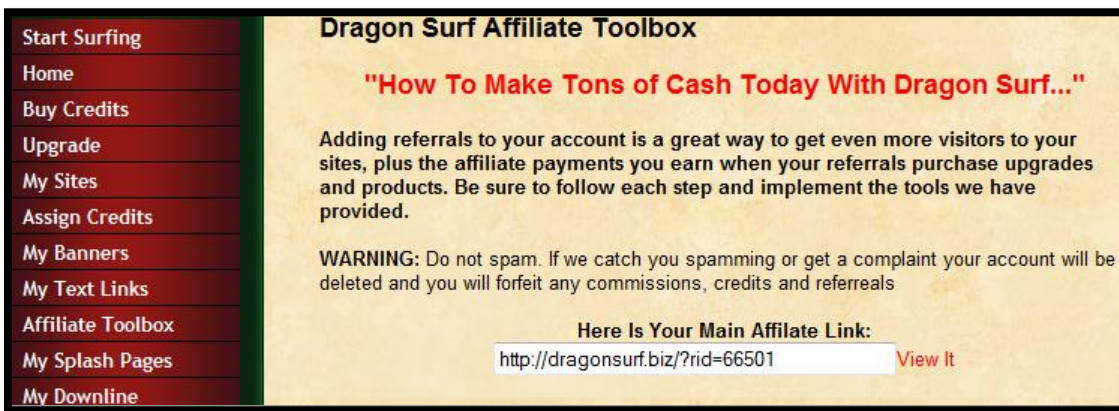 Start Surfing
Home
Buy Credits
Upgrade
My Sites
Assign Credits
My Banners
My Text Links
Affiliate Toolbox
My Splash Pages
My Downline
Dragon Surf Affiliate Toolbox
"How To Make Tons of Cash Today With Dragon Surf..."
Adding referrals to your account is a great way to get even more visitors to your
sites, plus the affiliate payments you earn when your referrals purchase upgrades
and products. Be sure to follow each step and implement the tools we have
provided.
WARNING: Do not spam. If we catch you spamming or get a complaint your account will be
deleted and you will forfeit any commissions, credits and referreals
Here Is Your Main Affilate Link:
http://dragonsurf.biz/?rid=66501 View It